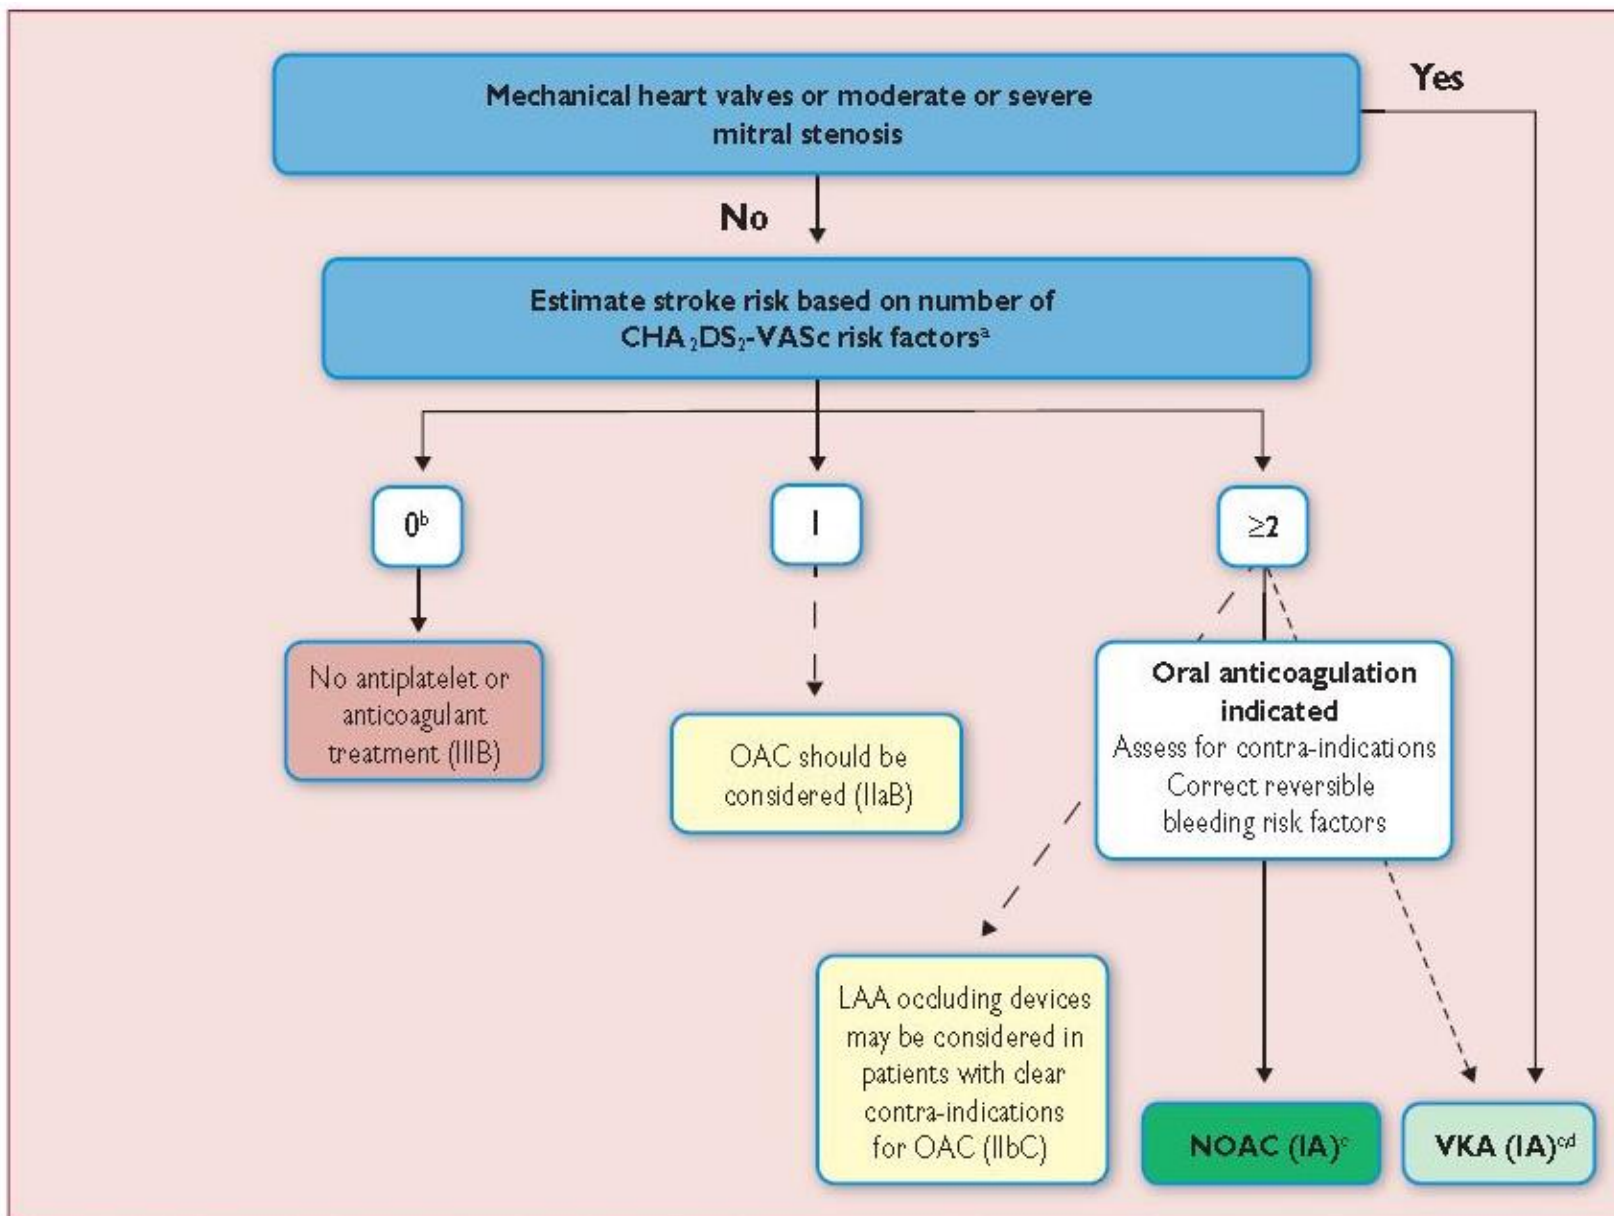 Mechanical heart valves or moderate or severe
mitral stenosis
Yes
No
Estimate stroke risk based on number of
CHA₂DS₂-VASc risk factorsᵃ
0ᵇ
1
≥2
No antiplatelet or
anticoagulant
treatment (IIIB)
OAC should be
considered (IIaB)
Oral anticoagulation
indicated
Assess for contra-indications
Correct reversible
bleeding risk factors
LAA occluding devices
may be considered in
patients with clear
contra-indications
for OAC (IIbC)
NOAC (IA)ᶜ
VKA (IA)ᶜ,ᵈ